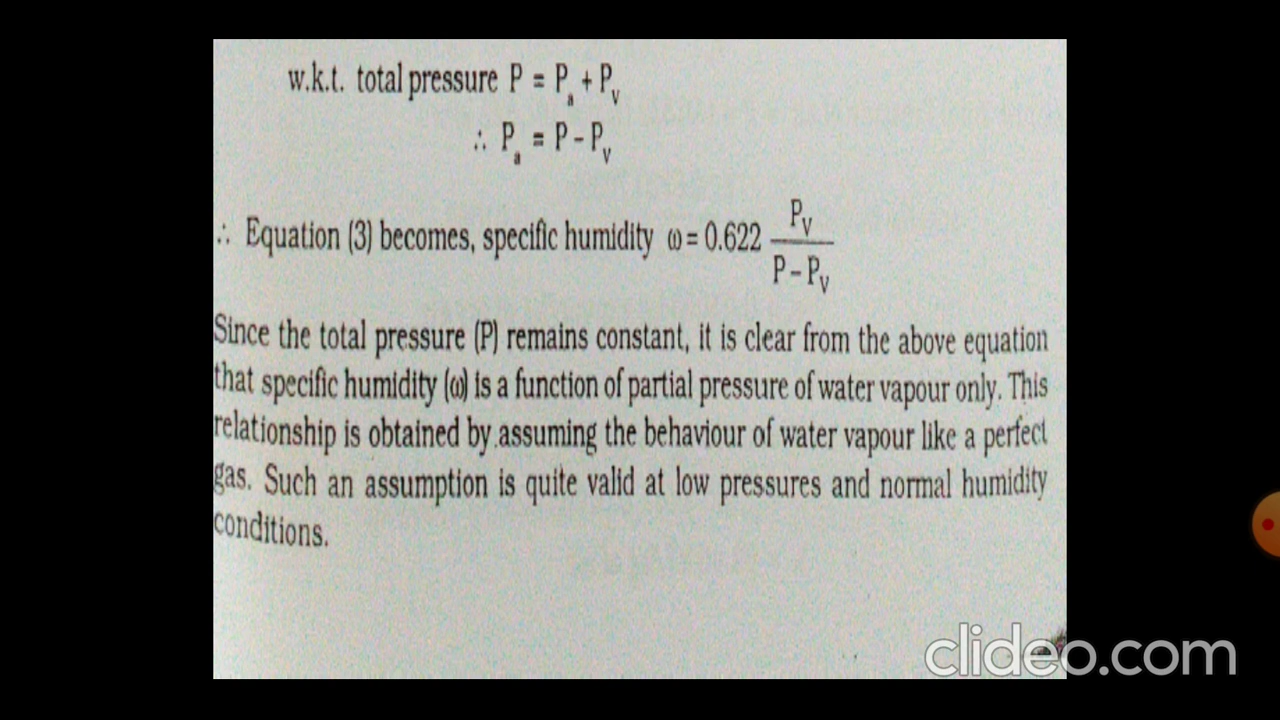 w.k.t. total pressure P = Pa + Pv
∴ Pa = P - Pv
∴ Equation (3) becomes, specific humidity ω = 0.622 PV / P - PV
Since the total pressure (P) remains constant, it is clear from the above equation
that specific humidity (ω) is a function of partial pressure of water vapour only. This
relationship is obtained by assuming the behaviour of water vapour like a perfect
gas. Such an assumption is quite valid at low pressures and normal humidity
conditions.
clideo.com